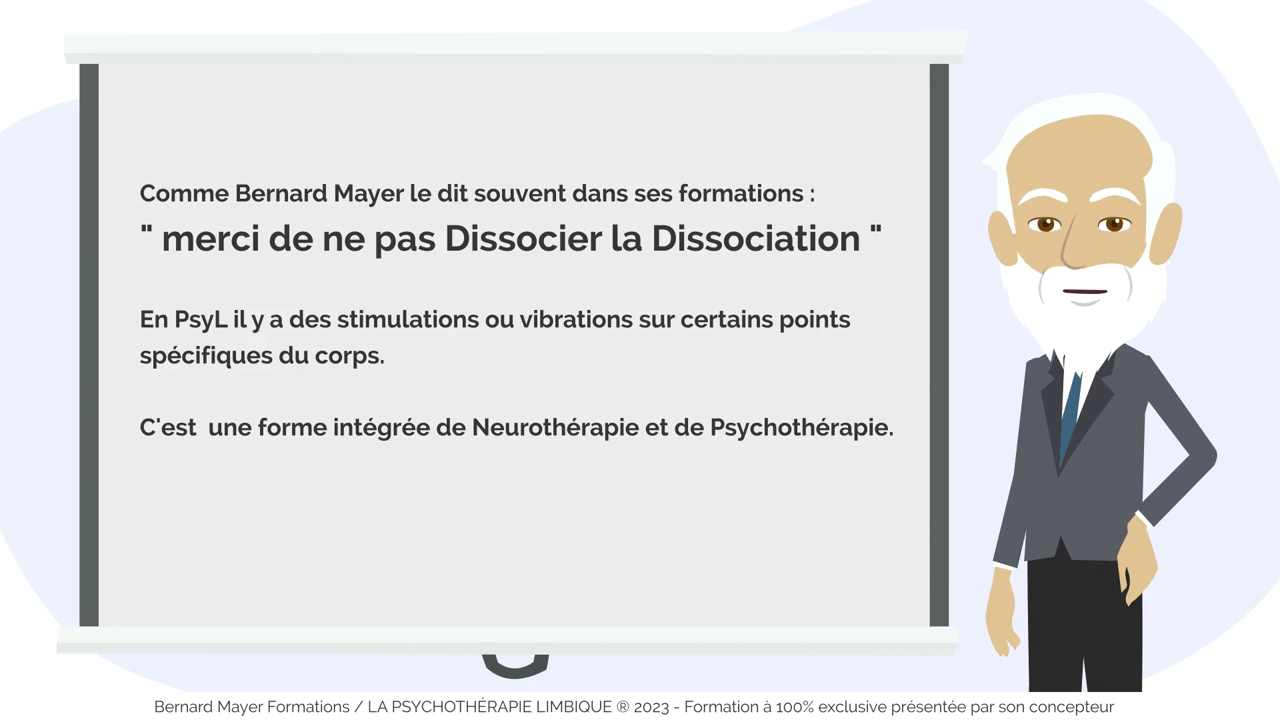 Comme Bernard Mayer le dit souvent dans ses formations :
" merci de ne pas Dissocier la Dissociation "
En PsyL il y a des stimulations ou vibrations sur certains points
spécifiques du corps.
C'est  une forme intégrée de Neurothérapie et de Psychothérapie.
Bernard Mayer Formations / LA PSYCHOTHÉRAPIE LIMBIQUE ® 2023 - Formation à 100% exclusive présentée par son concepteur